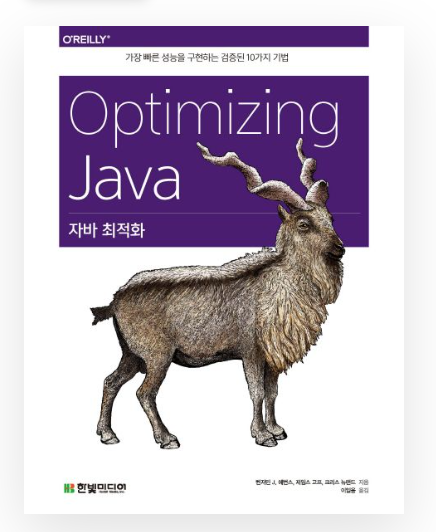 O'REILLY®
가장 빠른 성능을 구현하는 검증된 10가지 기법
Optimizing
Java
자바 최적화
벤저민 J. 에번스, 제임스 고프, 크리스 뉴랜드 지음
한빛미디어
이일웅 옮김